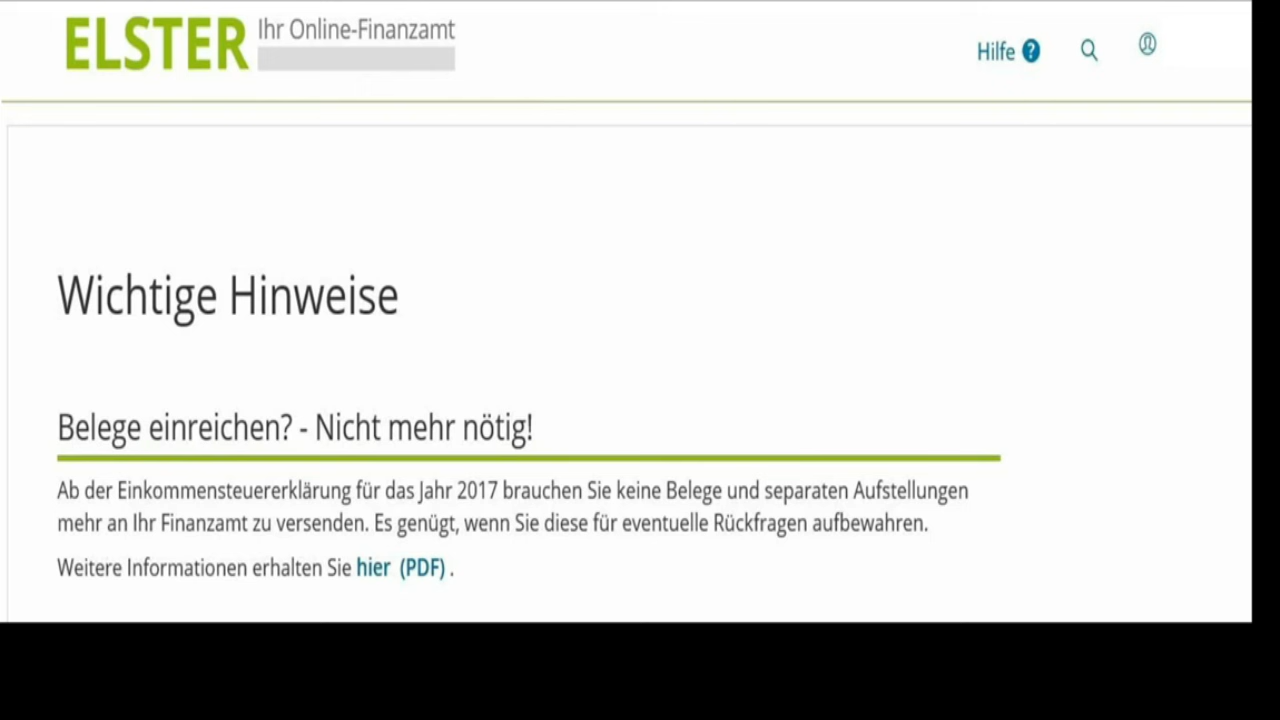 ELSTER Ihr Online-Finanzamt
Hilfe ?
Wichtige Hinweise
Belege einreichen? - Nicht mehr nötig!
Ab der Einkommensteuererklärung für das Jahr 2017 brauchen Sie keine Belege und separaten Aufstellungen
mehr an Ihr Finanzamt zu versenden. Es genügt, wenn Sie diese für eventuelle Rückfragen aufbewahren.
Weitere Informationen erhalten Sie hier (PDF) .